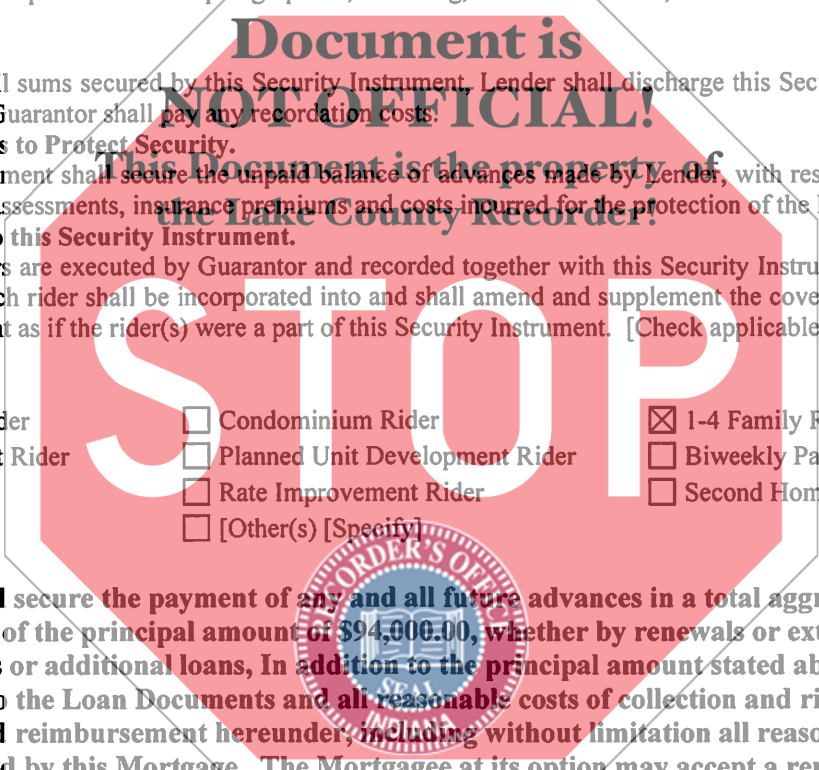 Document is
l sums secured by this Security Instrument, Lender shall discharge this Sec
NOT OFFICIAL!
Guarantor shall pay any recordation costs.
s to Protect Security.
This Document is the property of
ment shall secure the unpaid balance of advances made by Lender, with res
the Lake County Recorder!
ssessments, insurance premiums and costs incurred for the protection of the
this Security Instrument.
s are executed by Guarantor and recorded together with this Security Instru
ch rider shall be incorporated into and shall amend and supplement the cove
t as if the rider(s) were a part of this Security Instrument. [Check applicable
STOP
der ☐ Condominium Rider ☒ 1-4 Family R
t Rider ☐ Planned Unit Development Rider ☐ Biweekly Pa
☐ Rate Improvement Rider ☐ Second Hom
☐ [Other(s) [Specify]
RECORDER'S OFFICE
secure the payment of any and all future advances in a total aggr
of the principal amount of $94,000.00, whether by renewals or ext
s or additional loans, In addition to the principal amount stated ab
SEAL
o the Loan Documents and all reasonable costs of collection and ri
INDIANA
d reimbursement hereunder, including without limitation all reaso
d by this Mortgage. The Mortgagee at its option may accept a ren